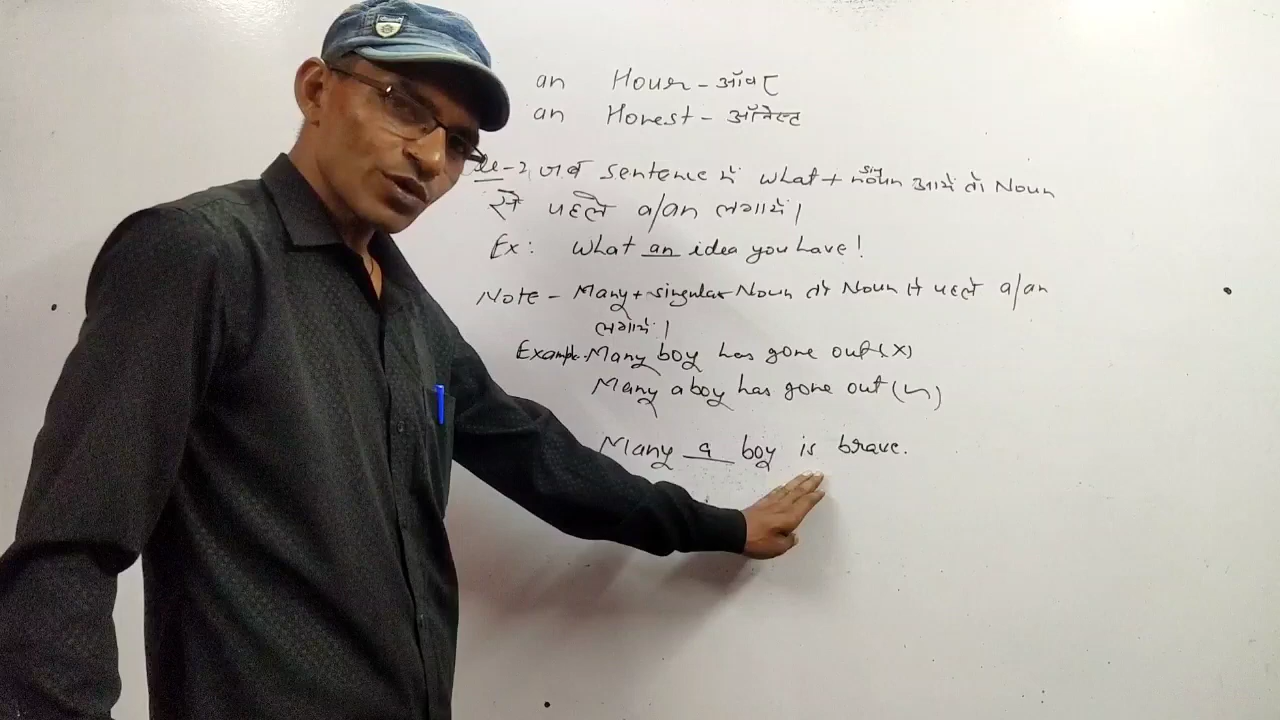 an Hour - ऑवर
an Honest - ऑनेस्ट
- 2, जब sentence में what + noun आये तो Noun
sin
से पहले a/an लगायें।
Ex: what an idea you have!
Note - Many + singular Noun तो Noun से पहले a/an
लगायें।
Example. Many boy has gone out (x)
Many a boy has gone out (✓)
Many a boy is brave.